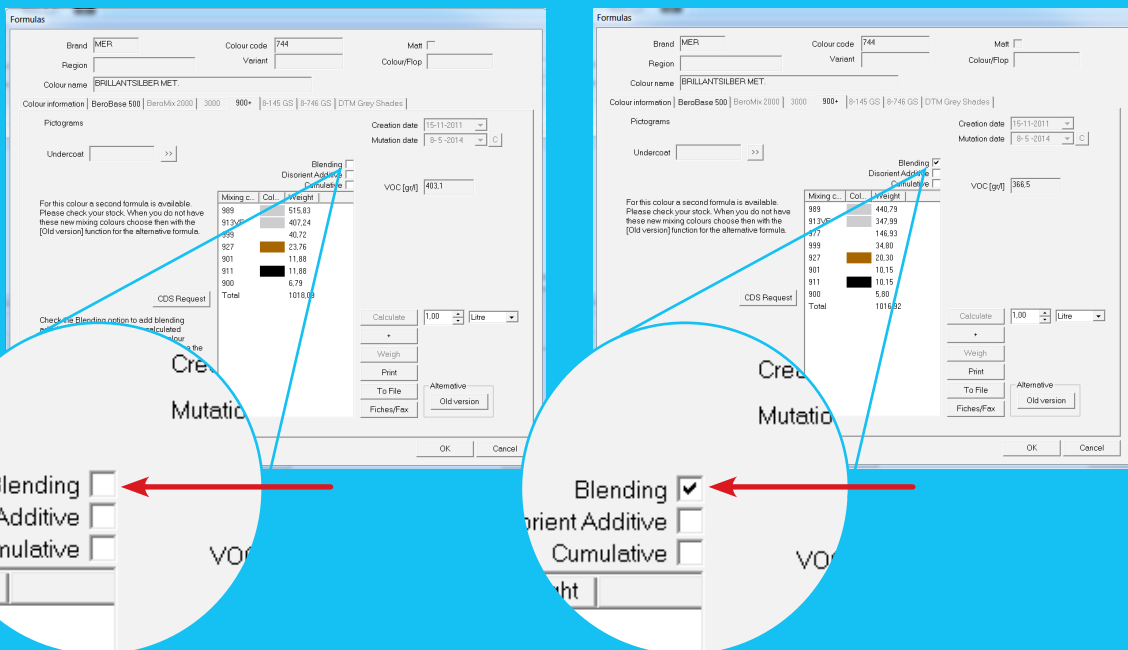 Formulas
Brand MER Colour code 744 Matt
Region Variant Colour/Flop
Colour name BRILLANTSILBER MET.
Colour information BeroBase 500 BeroMix 2000 3000 900+ 8-145 GS 8-746 GS DTM Grey Shades
Pictograms
Creation date 15-11-2011
Mutation date 8- 5 -2014 C
Undercoat >>
Blending
Disorient Additive
Cumulative
VOC [gr/l] 403,1
For this colour a second formula is available.
Please check your stock. When you do not have
these new mixing colours choose then with the
[Old version] function for the alternative formula.
Mixing c... Col... Weight
989 515,83
407,24
999 40,72
927 23,76
901 11,88
911 11,88
900 6,79
Total
CDS Request
Check the Blending option to add blending
calculated
the
Calculate 1,00 Litre
+
Weigh
Print
To File
Fiches/Fax
Alternative
Old version
OK Cancel
Mutatio
Blending
Additive
VOC
Formulas
Brand MER Colour code 744 Matt
Region Variant Colour/Flop
Colour name BRILLANTSILBER MET.
Colour information BeroBase 500 BeroMix 2000 3000 900+ 8-145 GS 8-746 GS DTM Grey Shades
Pictograms
Creation date 15-11-2011
Mutation date 8- 5 -2014 C
Undercoat >>
Blending
Disorient Additive
Cumulative
VOC [gr/l] 366,5
For this colour a second formula is available.
Please check your stock. When you do not have
these new mixing colours choose then with the
[Old version] function for the alternative formula.
Mixing c... Col... Weight
989 440,79
347,99
977 146,93
999 34,80
927 20,30
901 10,15
911 10,15
900 5,80
Total 1016,92
CDS Request
Calculate 1,00 Litre
+
Weigh
Print
To File
Fiches/Fax
Alternative
Old version
OK Cancel
Mutatio
Blending
orient Additive
Cumulative
VO
ght